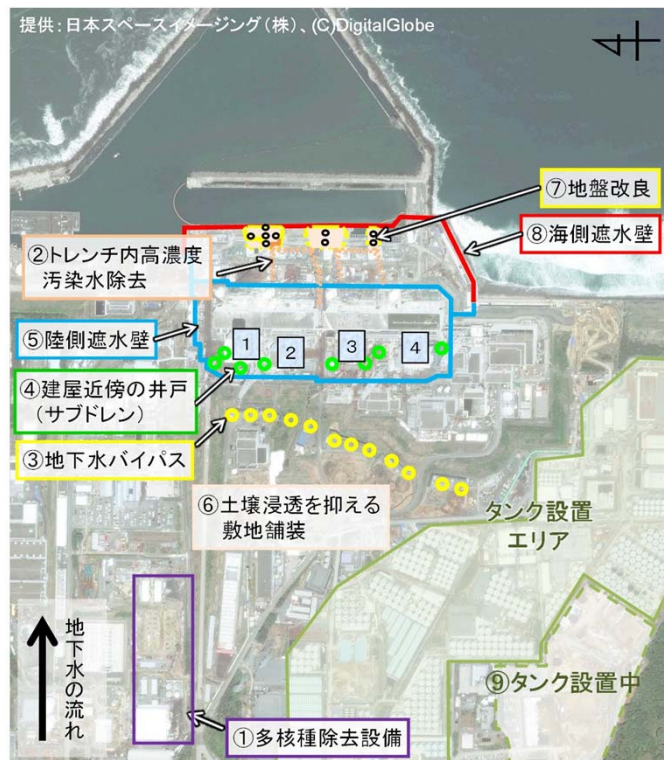 提供：日本スペースイメージング（株）、(C)DigitalGlobe
⑦地盤改良
⑧海側遮水壁
②トレンチ内高濃度
汚染水除去
⑤陸側遮水壁
1
2
3
4
④建屋近傍の井戸
（サブドレン）
③地下水バイパス
⑥土壌浸透を抑える
敷地舗装
タンク設置
エリア
⑨タンク設置中
地下水の流れ
①多核種除去設備